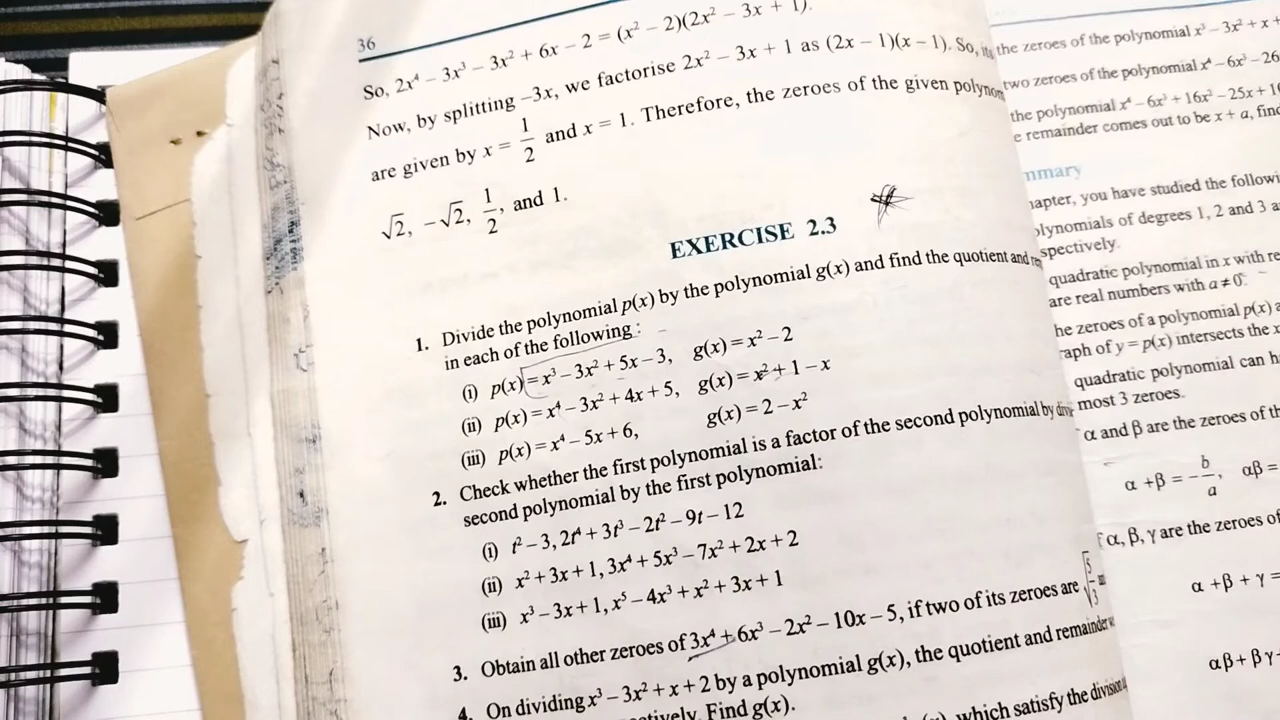 36
So, 2x⁴ – 3x³ – 3x² + 6x – 2 = (x² – 2)(2x² – 3x + 1).
Now, by splitting –3x, we factorise 2x² – 3x + 1 as (2x – 1)(x – 1). So,
are given by x = 1/2 and x = 1. Therefore, the zeroes of the given
√2, –√2, 1/2, and 1.
EXERCISE 2.3
1. Divide the polynomial p(x) by the polynomial g(x) and find the quotient and
in each of the following :
(i) p(x) = x³ – 3x² + 5x – 3, g(x) = x² – 2
(ii) p(x) = x⁴ – 3x² + 4x + 5, g(x) = x² + 1 – x
(iii) p(x) = x⁴ – 5x + 6, g(x) = 2 – x²
2. Check whether the first polynomial is a factor of the second polynomial by
second polynomial by the first polynomial:
(i) t² – 3, 2t⁴ + 3t³ – 2t² – 9t – 12
(ii) x² + 3x + 1, 3x⁴ + 5x³ – 7x² + 2x + 2
(iii) x³ – 3x + 1, x⁵ – 4x³ + x² + 3x + 1
3. Obtain all other zeroes of 3x⁴ + 6x³ – 2x² – 10x – 5, if two of its zeroes are √(5/3)
4. On dividing x³ – 3x² + x + 2 by a polynomial g(x), the quotient and remainder
Find g(x).
which satisfy the division
the zeroes of the polynomial x³ – 3x² + x +
two zeroes of the polynomial x⁴ – 6x³ – 26
the polynomial x⁴ – 6x³ + 16x² – 25x + 1
remainder comes out to be x + a, find
you have studied the
of degrees 1, 2 and 3
quadratic polynomial in x with
are real numbers with a ≠ 0.
zeroes of a polynomial p(x)
of y = p(x) intersects the
quadratic polynomial can
most 3 zeroes.
α and β are the zeroes of
α + β = –b/a, αβ =
α, β, γ are the zeroes of
α + β + γ =
αβ + βγ